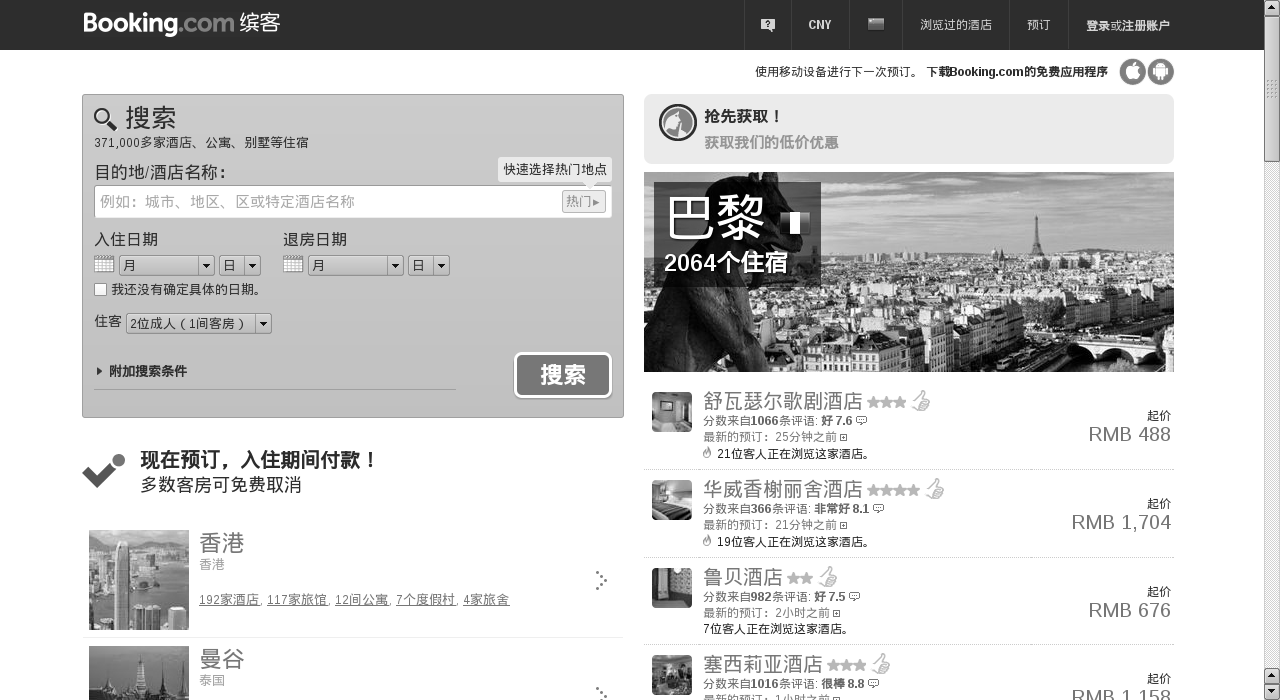 Booking.com 缤客
CNY
浏览过的酒店
预订
登录或注册账户
使用移动设备进行下一次预订。 下载Booking.com的免费应用程序
搜索
371,000多家酒店、公寓、别墅等住宿
目的地/酒店名称：
快速选择热门地点
例如：城市、地区、区或特定酒店名称
热门
入住日期
退房日期
月
日
月
日
我还没有确定具体的日期。
住客
2位成人（1间客房）
附加搜索条件
搜索
现在预订，入住期间付款！
多数客房可免费取消
香港
香港
192家酒店, 117家旅馆, 12间公寓, 7个度假村, 4家旅舍
曼谷
泰国
抢先获取！
获取我们的低价优惠
巴黎
2064个住宿
舒瓦瑟尔歌剧酒店
分数来自1066条评语: 好 7.6
最新的预订：25分钟之前
21位客人正在浏览这家酒店。
起价
RMB 488
华威香榭丽舍酒店
分数来自366条评语: 非常好 8.1
最新的预订：21分钟之前
19位客人正在浏览这家酒店。
起价
RMB 1,704
鲁贝酒店
分数来自982条评语: 好 7.5
最新的预订：2小时之前
7位客人正在浏览这家酒店。
起价
RMB 676
塞西莉亚酒店
分数来自1016条评语: 很棒 8.8
最新的预订：1小时之前
起价
RMB 1,158